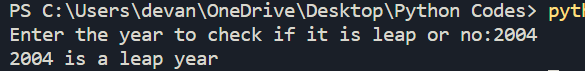 PS C:\Users\devan\OneDrive\Desktop\Python Codes>
Enter the year to check if it is leap or no:2004
2004 is a leap year